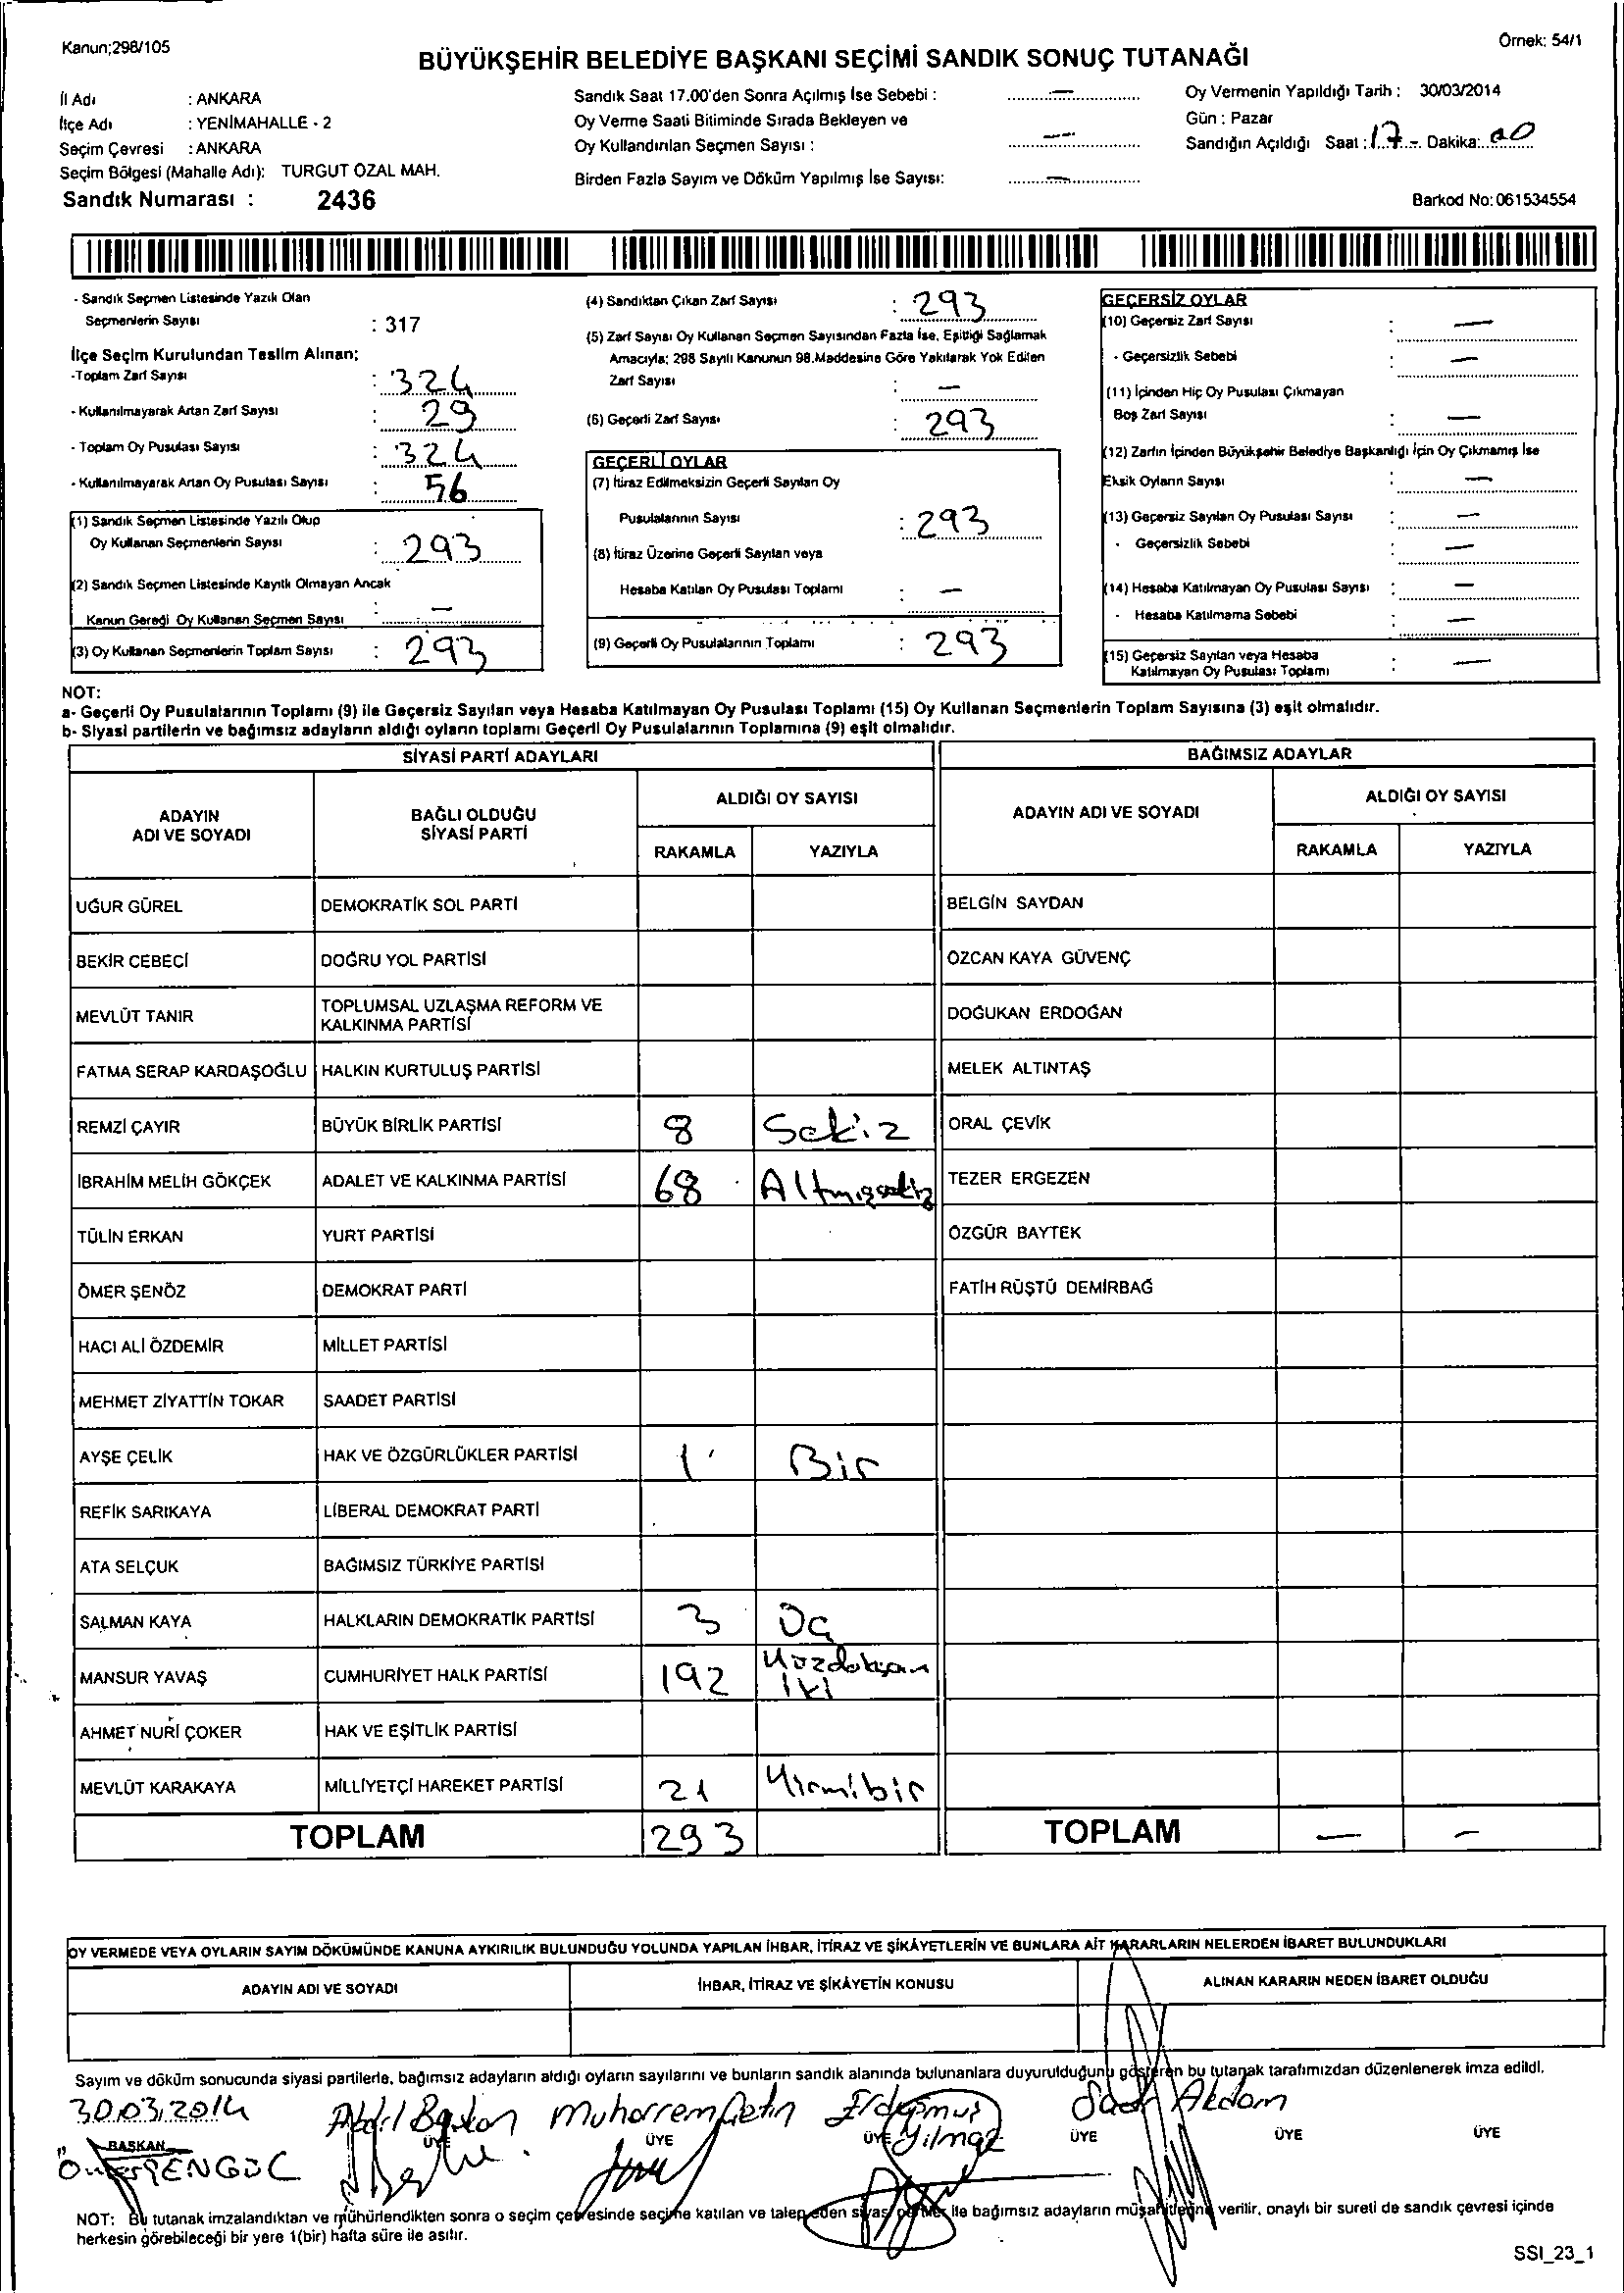 Kanun;298/105
Örnek: 54/1
BÜYÜKŞEHİR BELEDİYE BAŞKANI SEÇİMİ SANDIK SONUÇ TUTANAĞI
İl Adı : ANKARA
İlçe Adı : YENİMAHALLE - 2
Seçim Çevresi : ANKARA
Seçim Bölgesi (Mahalle Adı): TURGUT OZAL MAH.
Sandık Numarası : 2436
Sandık Saat 17.00'den Sonra Açılmış İse Sebebi : —
Oy Verme Saati Bitiminde Sırada Bekleyen ve
Oy Kullandırılan Seçmen Sayısı : —
Birden Fazla Sayım ve Döküm Yapılmış İse Sayısı: —
Oy Vermenin Yapıldığı Tarih : 30/03/2014
Gün : Pazar
Sandığın Açıldığı Saat : 17 - Dakika: 00
Barkod No: 061534554
- Sandık Seçmen Listesinde Yazılı Olan
Seçmenlerin Sayısı : 317
İlçe Seçim Kurulundan Teslim Alınan;
-Toplam Zarf Sayısı : 324
- Kullanılmayarak Artan Zarf Sayısı : 29
- Toplam Oy Pusulası Sayısı : 324
- Kullanılmayarak Artan Oy Pusulası Sayısı : 56
(1) Sandık Seçmen Listesinde Yazılı Olup
Oy Kullanan Seçmenlerin Sayısı : 293
(2) Sandık Seçmen Listesinde Kayıtlı Olmayan Ancak
Kanun Gereği Oy Kullanan Seçmen Sayısı : —
(3) Oy Kullanan Seçmenlerin Toplam Sayısı : 293
(4) Sandıktan Çıkan Zarf Sayısı : 293
(5) Zarf Sayısı Oy Kullanan Seçmen Sayısından Fazla İse, Eşitliği Sağlamak
Amacıyla; 298 Sayılı Kanunun 98.Maddesine Göre Yakılarak Yok Edilen
Zarf Sayısı : —
(6) Geçerli Zarf Sayısı : 293
GEÇERLİ OYLAR
(7) İtiraz Edilmeksizin Geçerli Sayılan Oy
Pusulalarının Sayısı : 293
(8) İtiraz Üzerine Geçerli Sayılan veya
Hesaba Katılan Oy Pusulası Toplamı : —
(9) Geçerli Oy Pusulalarının Toplamı : 293
GEÇERSİZ OYLAR
(10) Geçersiz Zarf Sayısı : —
- Geçersizlik Sebebi : —
(11) İçinden Hiç Oy Pusulası Çıkmayan
Boş Zarf Sayısı : —
(12) Zarfın İçinden Büyükşehir Belediye Başkanlığı İçin Oy Çıkmamış İse
Eksik Oyların Sayısı : —
(13) Geçersiz Sayılan Oy Pusulası Sayısı : —
- Geçersizlik Sebebi : —
(14) Hesaba Katılmayan Oy Pusulası Sayısı : —
- Hesaba Katılmama Sebebi : —
(15) Geçersiz Sayılan veya Hesaba
Katılmayan Oy Pusulası Toplamı : —
NOT:
a- Geçerli Oy Pusulalarının Toplamı (9) ile Geçersiz Sayılan veya Hesaba Katılmayan Oy Pusulası Toplamı (15) Oy Kullanan Seçmenlerin Toplam Sayısına (3) eşit olmalıdır.
b- Siyasi partilerin ve bağımsız adayların aldığı oyların toplamı Geçerli Oy Pusulalarının Toplamına (9) eşit olmalıdır.
SİYASİ PARTİ ADAYLARI
BAĞIMSIZ ADAYLAR
ADAYIN
ADI VE SOYADI
BAĞLI OLDUĞU
SİYASİ PARTİ
ALDIĞI OY SAYISI
RAKAMLA YAZIYLA
ADAYIN ADI VE SOYADI
ALDIĞI OY SAYISI
RAKAMLA YAZIYLA
UĞUR GÜREL DEMOKRATİK SOL PARTİ BELGİN SAYDAN
BEKİR CEBECİ DOĞRU YOL PARTİSİ OZCAN KAYA GÜVENÇ
MEVLÜT TANIR TOPLUMSAL UZLAŞMA REFORM VE
KALKINMA PARTİSİ DOĞUKAN ERDOĞAN
FATMA SERAP KARDAŞOĞLU HALKIN KURTULUŞ PARTİSİ MELEK ALTINTAŞ
REMZİ ÇAYIR BÜYÜK BİRLİK PARTİSİ 8 Sekiz ORAL ÇEVİK
İBRAHİM MELİH GÖKÇEK ADALET VE KALKINMA PARTİSİ 68 Altmışsekiz TEZER ERGEZEN
TÜLİN ERKAN YURT PARTİSİ OZGÜR BAYTEK
ÖMER ŞENÖZ DEMOKRAT PARTİ FATİH RÜŞTÜ DEMİRBAĞ
HACI ALİ ÖZDEMİR MİLLET PARTİSİ
MEHMET ZİYATTİN TOKAR SAADET PARTİSİ
AYŞE ÇELİK HAK VE ÖZGÜRLÜKLER PARTİSİ 1 Bir
REFİK SARIKAYA LİBERAL DEMOKRAT PARTİ
ATA SELÇUK BAĞIMSIZ TÜRKİYE PARTİSİ
SALMAN KAYA HALKLARIN DEMOKRATİK PARTİSİ 3 Üç
MANSUR YAVAŞ CUMHURİYET HALK PARTİSİ 192 Yüzdoksan
iki
AHMET NURİ ÇOKER HAK VE EŞİTLİK PARTİSİ
MEVLÜT KARAKAYA MİLLİYETÇİ HAREKET PARTİSİ 21 Yirmibir
TOPLAM 293 TOPLAM — —
OY VERMEDE VEYA OYLARIN SAYIM DÖKÜMÜNDE KANUNA AYKIRILIK BULUNDUĞU YOLUNDA YAPILAN İHBAR, İTİRAZ VE ŞİKÂYETLERİN VE BUNLARA AİT KARARLARIN NELERDEN İBARET BULUNDUKLARI
ADAYIN ADI VE SOYADI İHBAR, İTİRAZ VE ŞİKÂYETİN KONUSU ALINAN KARARIN NEDEN İBARET OLDUĞU
Sayım ve döküm sonucunda siyasi partilerle, bağımsız adayların aldığı oyların sayılarını ve bunların sandık alanında bulunanlara duyurulduğunu gösteren bu tutanak tarafımızdan düzenlenerek imza edildi.
30.03.2014 Muharrem Çetin Akdam
BAŞKAN ÜYE ÜYE ÜYE Yılmaz ÜYE ÜYE ÜYE
NOT: Bu tutanak imzalandıktan ve mühürlendikten sonra o seçim çevresinde seçime katılan ve talep eden siyasi partiler ile bağımsız adayların müşahitlerine verilir, onaylı bir sureti de sandık çevresi içinde
herkesin görebileceği bir yere 1(bir) hafta süre ile asılır.
SSI_23_1